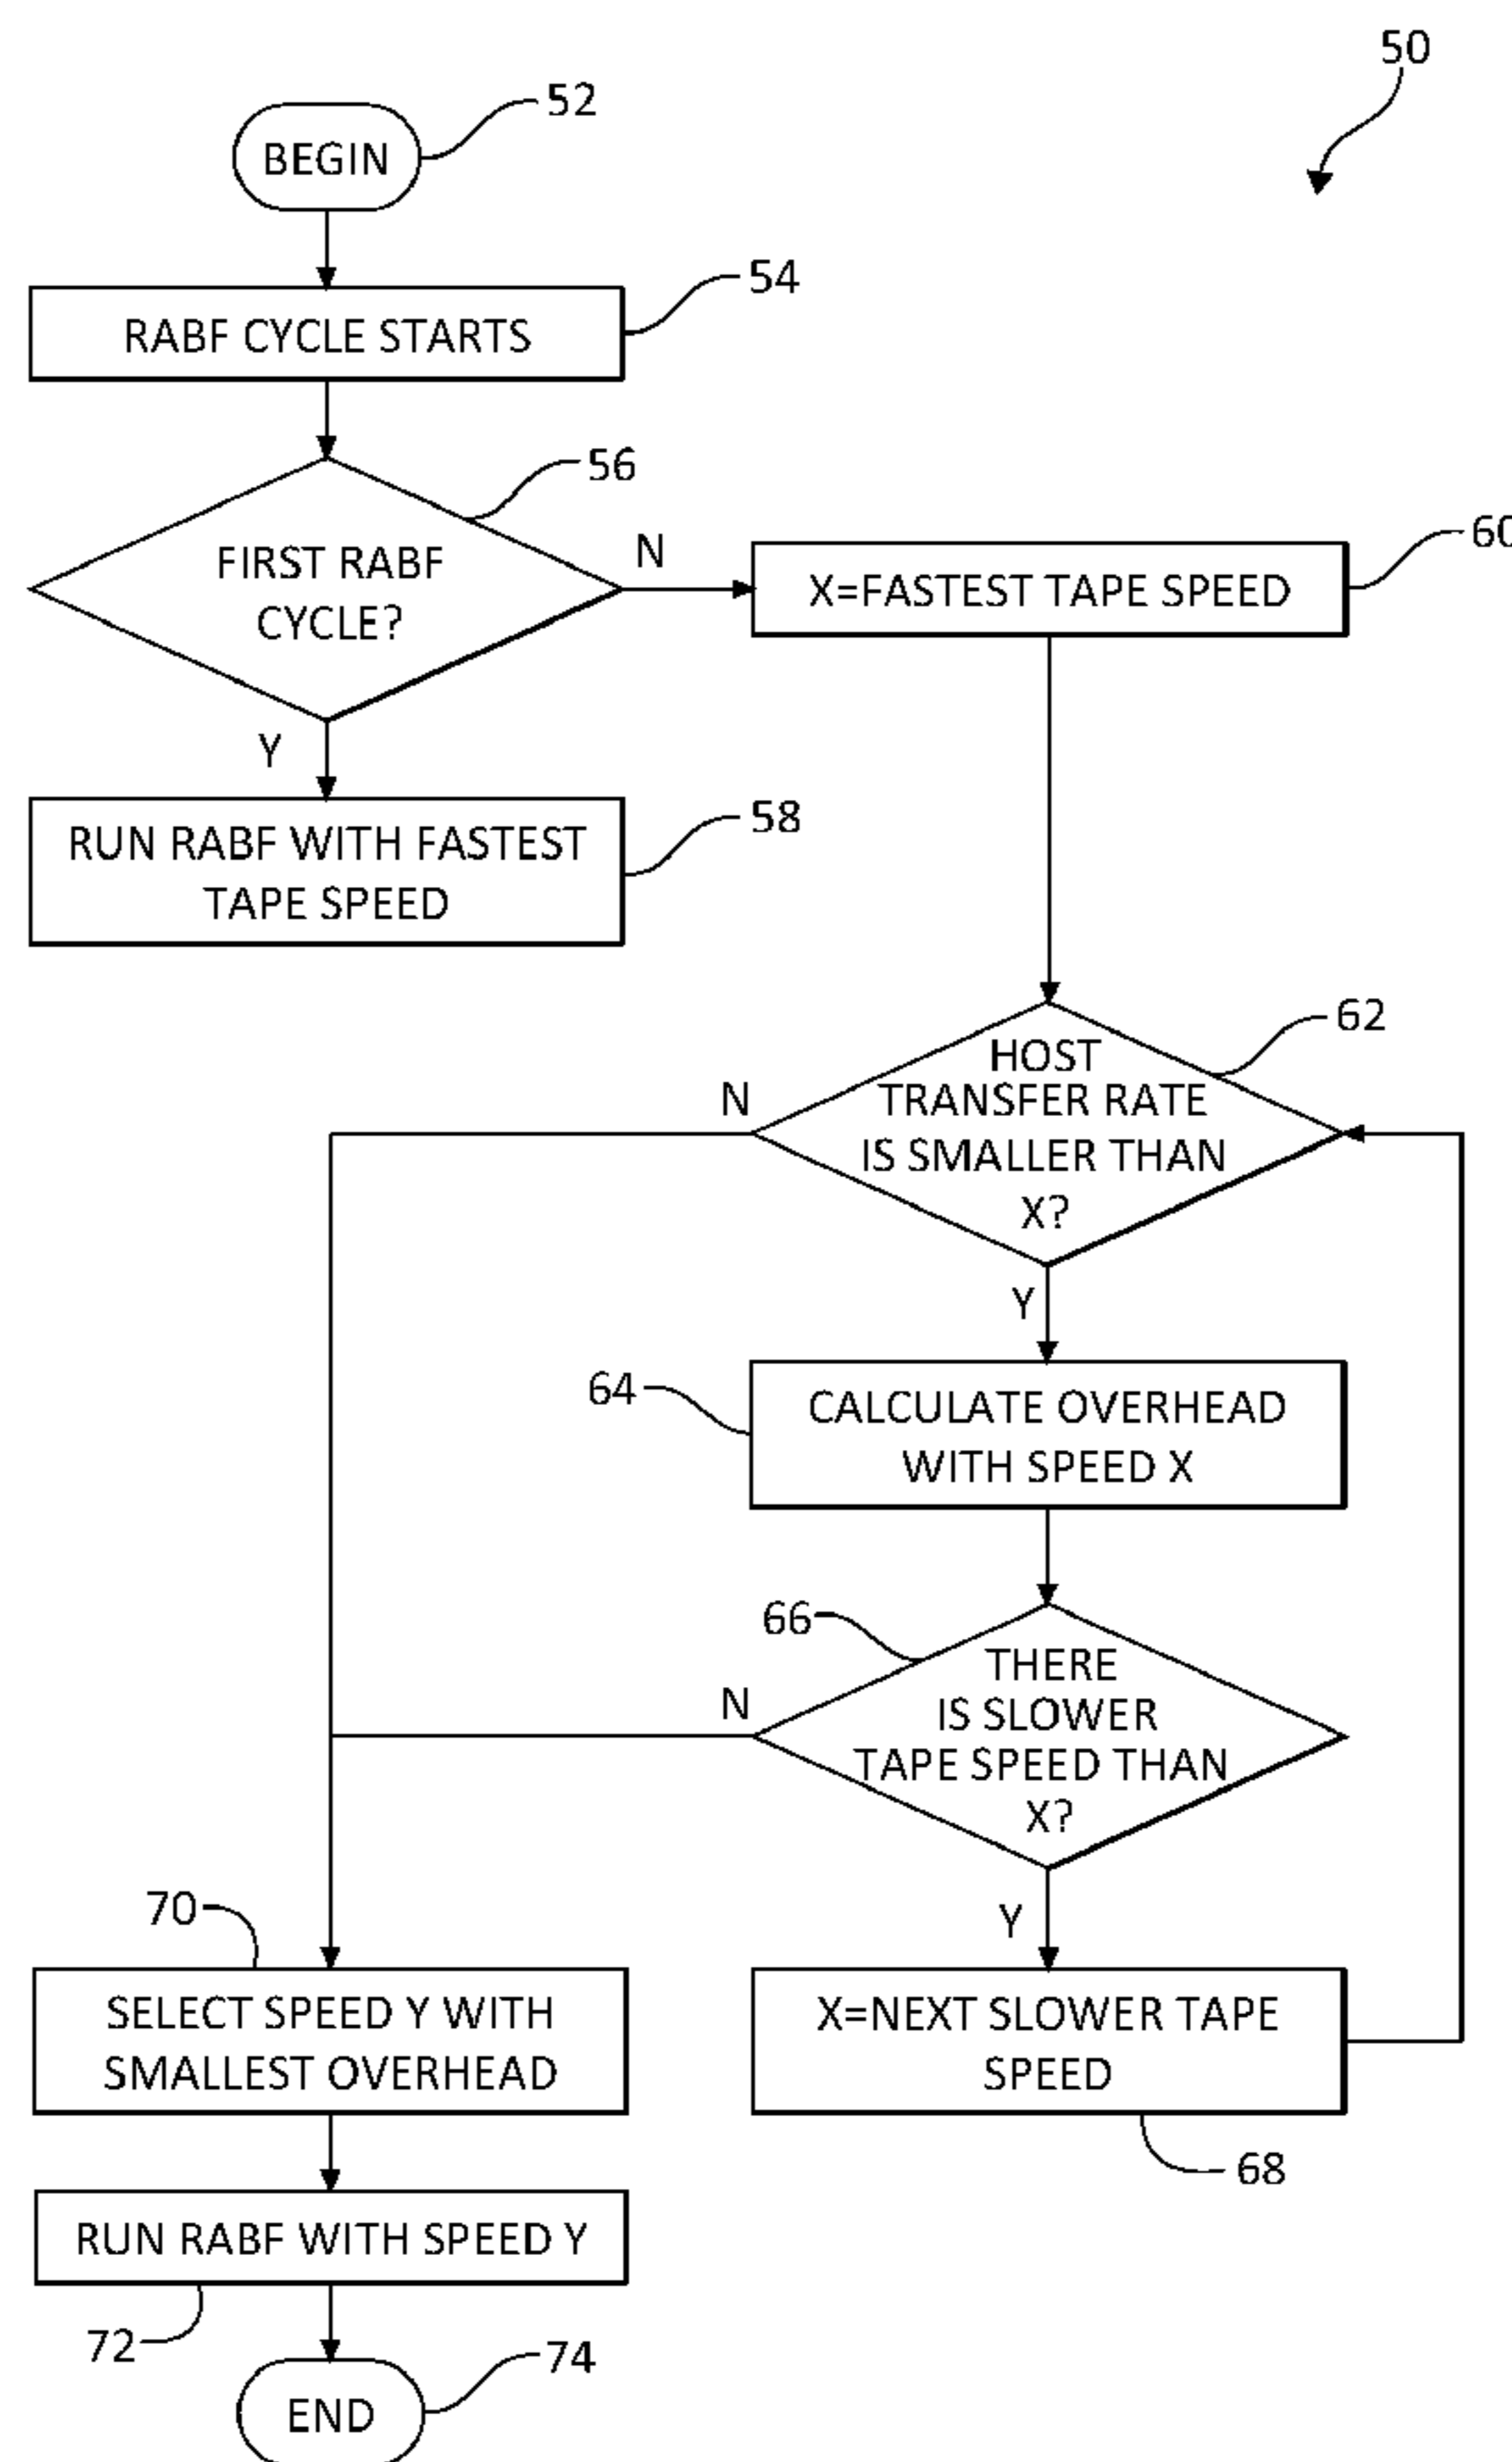 50
52
BEGIN
54
RABF CYCLE STARTS
56
FIRST RABF
CYCLE?
N
60
X=FASTEST TAPE SPEED
Y
58
RUN RABF WITH FASTEST
TAPE SPEED
62
HOST
TRANSFER RATE
IS SMALLER THAN
X?
N
Y
64
CALCULATE OVERHEAD
WITH SPEED X
66
THERE
IS SLOWER
TAPE SPEED THAN
X?
N
Y
70
SELECT SPEED Y WITH
SMALLEST OVERHEAD
X=NEXT SLOWER TAPE
SPEED
68
RUN RABF WITH SPEED Y
72
74
END